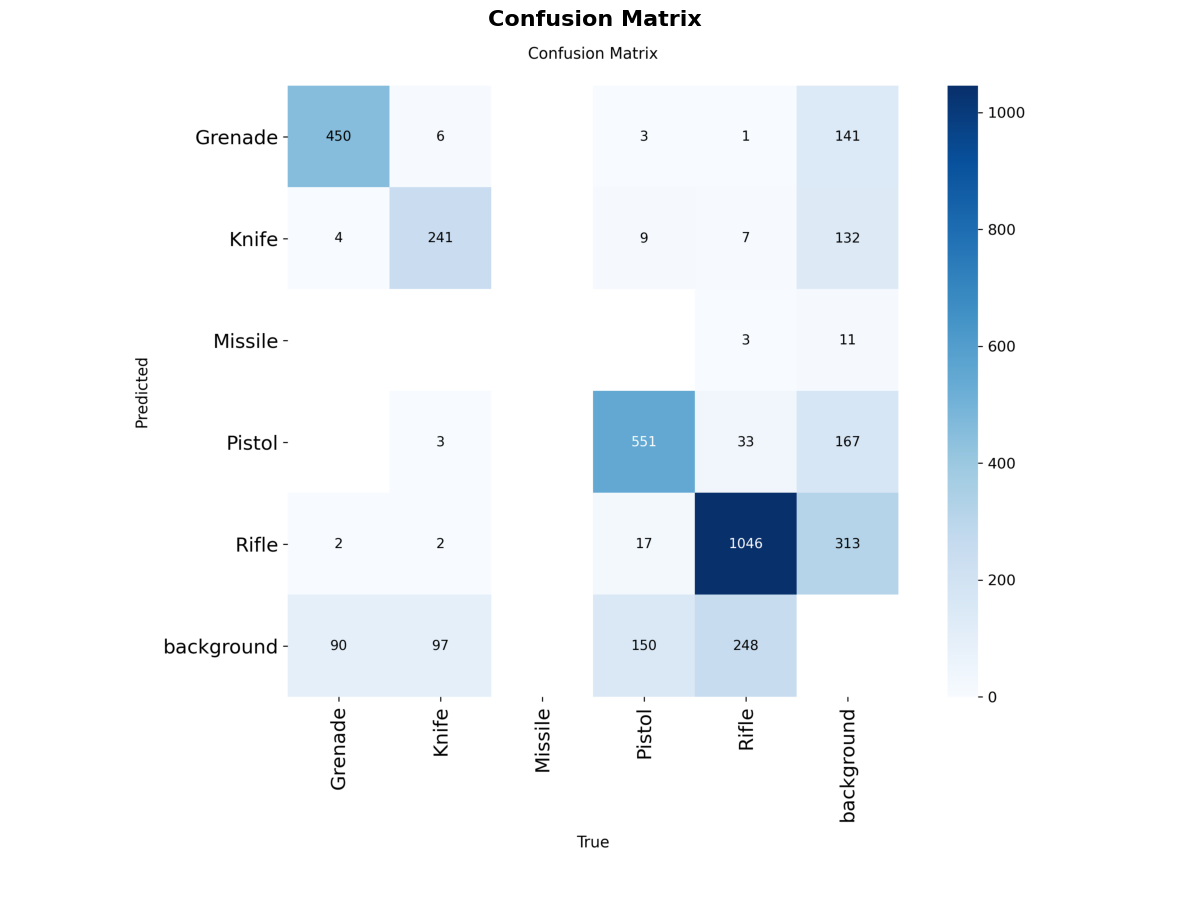 Confusion Matrix
Confusion Matrix
Grenade 450 6 3 1 141
Knife 4 241 9 7 132
Missile 3 11
Pistol 3 551 33 167
Rifle 2 2 17 1046 313
background 90 97 150 248
Predicted
Grenade Knife Missile Pistol Rifle background
True
1000
800
600
400
200
0